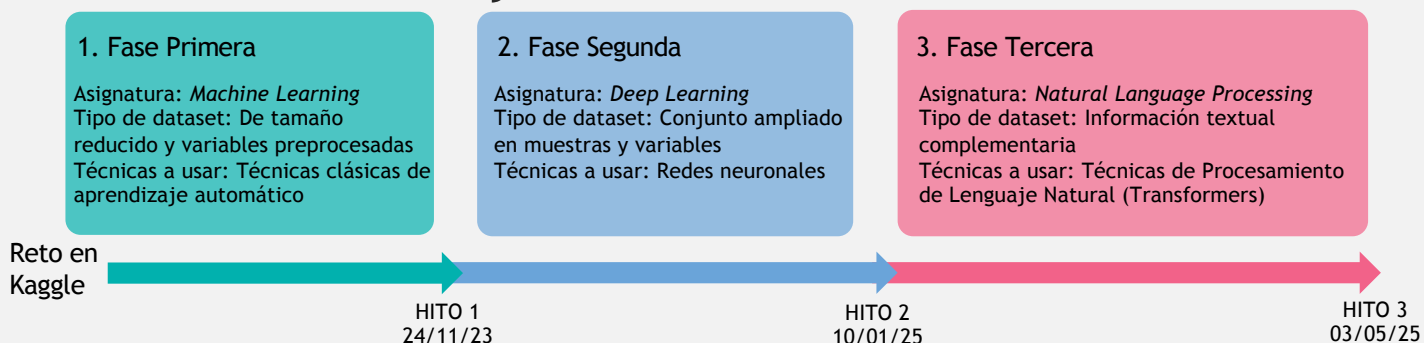 1. Fase Primera
Asignatura: Machine Learning
Tipo de dataset: De tamaño
reducido y variables preprocesadas
Técnicas a usar: Técnicas clásicas de
aprendizaje automático
2. Fase Segunda
Asignatura: Deep Learning
Tipo de dataset: Conjunto ampliado
en muestras y variables
Técnicas a usar: Redes neuronales
3. Fase Tercera
Asignatura: Natural Language Processing
Tipo de dataset: Información textual
complementaria
Técnicas a usar: Técnicas de Procesamiento
de Lenguaje Natural (Transformers)
Reto en
Kaggle
HITO 1
24/11/23
HITO 2
10/01/25
HITO 3
03/05/25